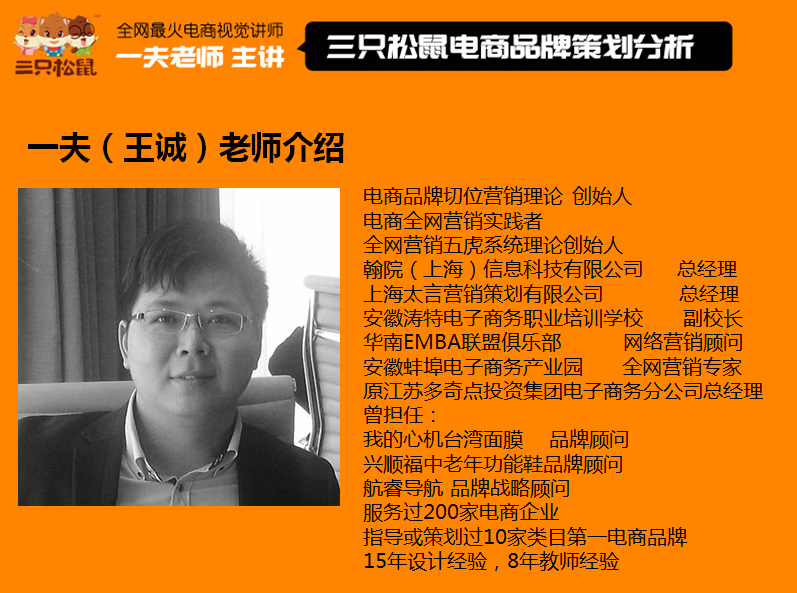 三只松鼠
全网最火电商视觉讲师
一夫老师 主讲
三只松鼠电商品牌策划分析
一夫（王诚）老师介绍
电商品牌切位营销理论 创始人
电商全网营销实践者
全网营销五虎系统理论创始人
翰院（上海）信息科技有限公司 总经理
上海太言营销策划有限公司 总经理
安徽涛特电子商务职业培训学校 副校长
华南EMBA联盟俱乐部 网络营销顾问
安徽蚌埠电子商务产业园 全网营销专家
原江苏多奇点投资集团电子商务分公司总经理
曾担任：
我的心机台湾面膜 品牌顾问
兴顺福中老年功能鞋品牌顾问
航睿导航 品牌战略顾问
服务过200家电商企业
指导或策划过10家类目第一电商品牌
15年设计经验，8年教师经验